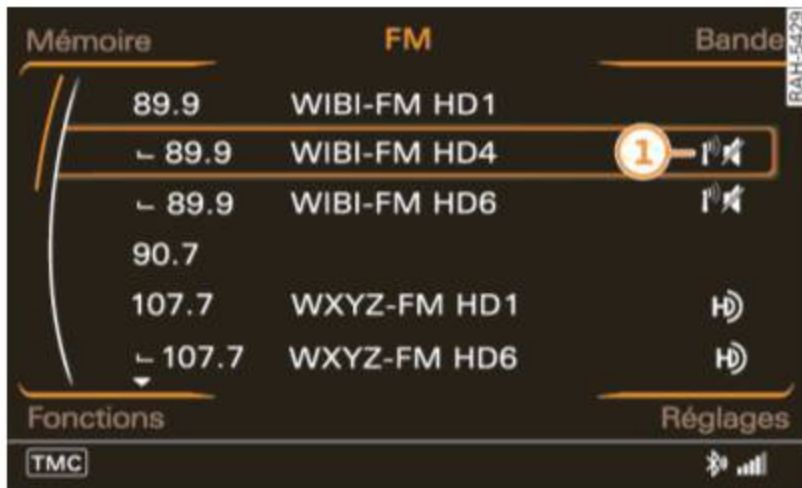 Mémoire FM Bande
RAH-5429
89.9 WIBI-FM HD1
89.9 WIBI-FM HD4 1
89.9 WIBI-FM HD6
90.7
107.7 WXYZ-FM HD1 HD
107.7 WXYZ-FM HD6 HD
Fonctions Réglages
TMC